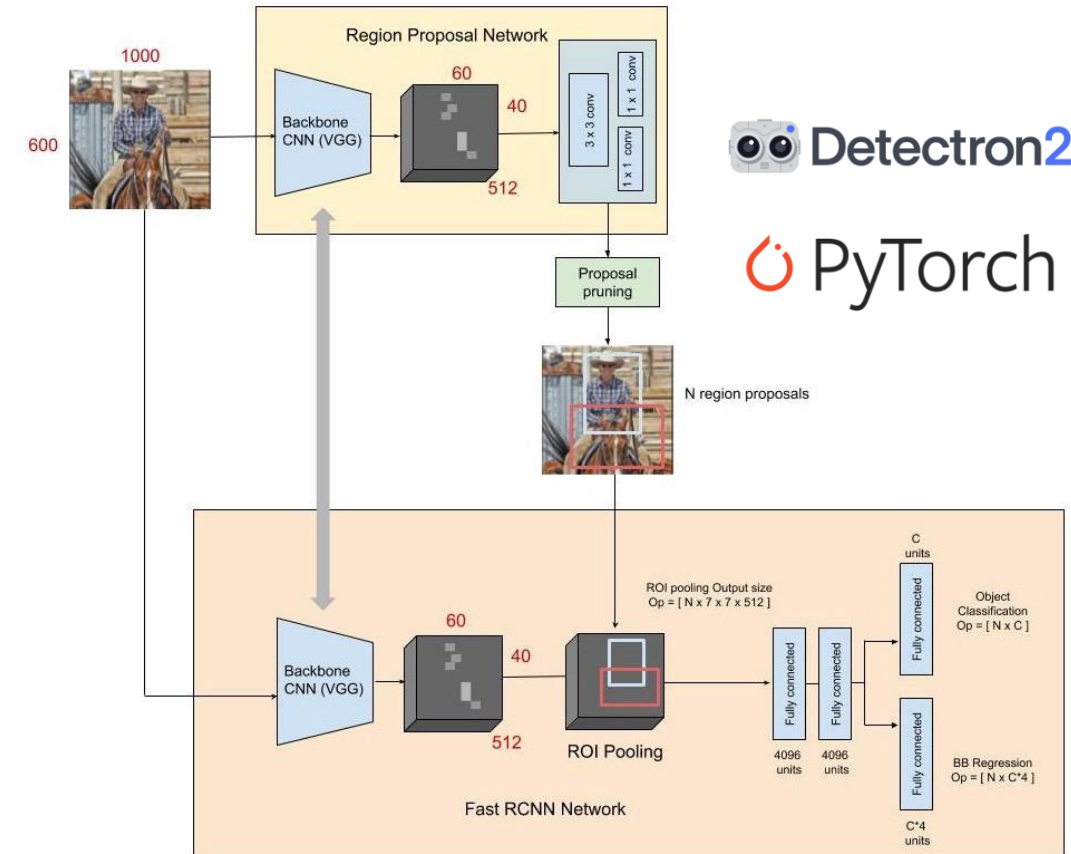 Region Proposal Network
1000
600
Backbone
CNN (VGG)
60
40
512
3 x 3 conv
1 x 1 conv
1 x 1 conv
Detectron2
PyTorch
Proposal
pruning
N region proposals
C
units
ROI pooling Output size
Op = [ N x 7 x 7 x 512 ]
Fully connected
Object
Classification
Op = [ N x C ]
Backbone
CNN (VGG)
60
40
512
ROI Pooling
Fully connected
Fully connected
4096
units
4096
units
Fully connected
BB Regression
Op = [ N x C*4 ]
C*4
units
Fast RCNN Network